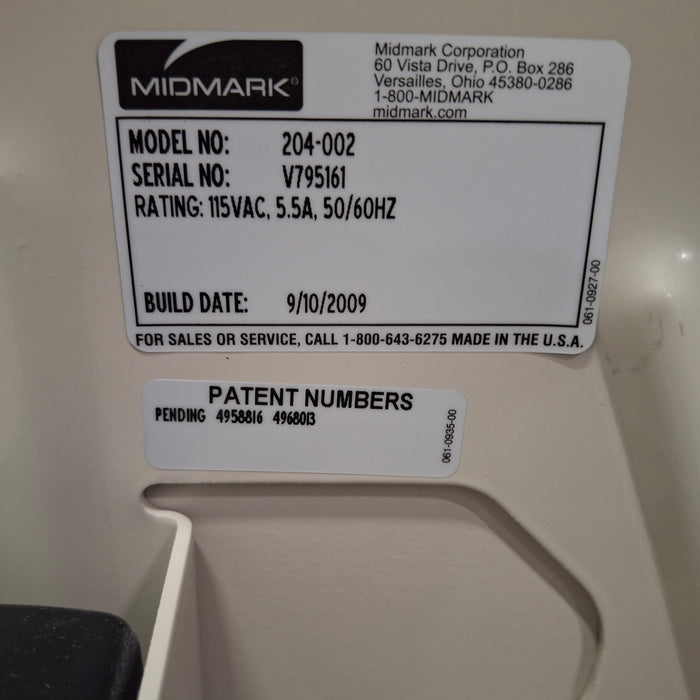 MIDMARK®
Midmark Corporation
60 Vista Drive, P.O. Box 286
Versailles, Ohio 45380-0286
1-800-MIDMARK
midmark.com
MODEL NO: 204-002
SERIAL NO: V795161
RATING: 115VAC, 5.5A, 50/60HZ
BUILD DATE: 9/10/2009
061-0927-00
FOR SALES OR SERVICE, CALL 1-800-643-6275 MADE IN THE U.S.A.
PATENT NUMBERS
PENDING 4958816 4968013
061-0935-00